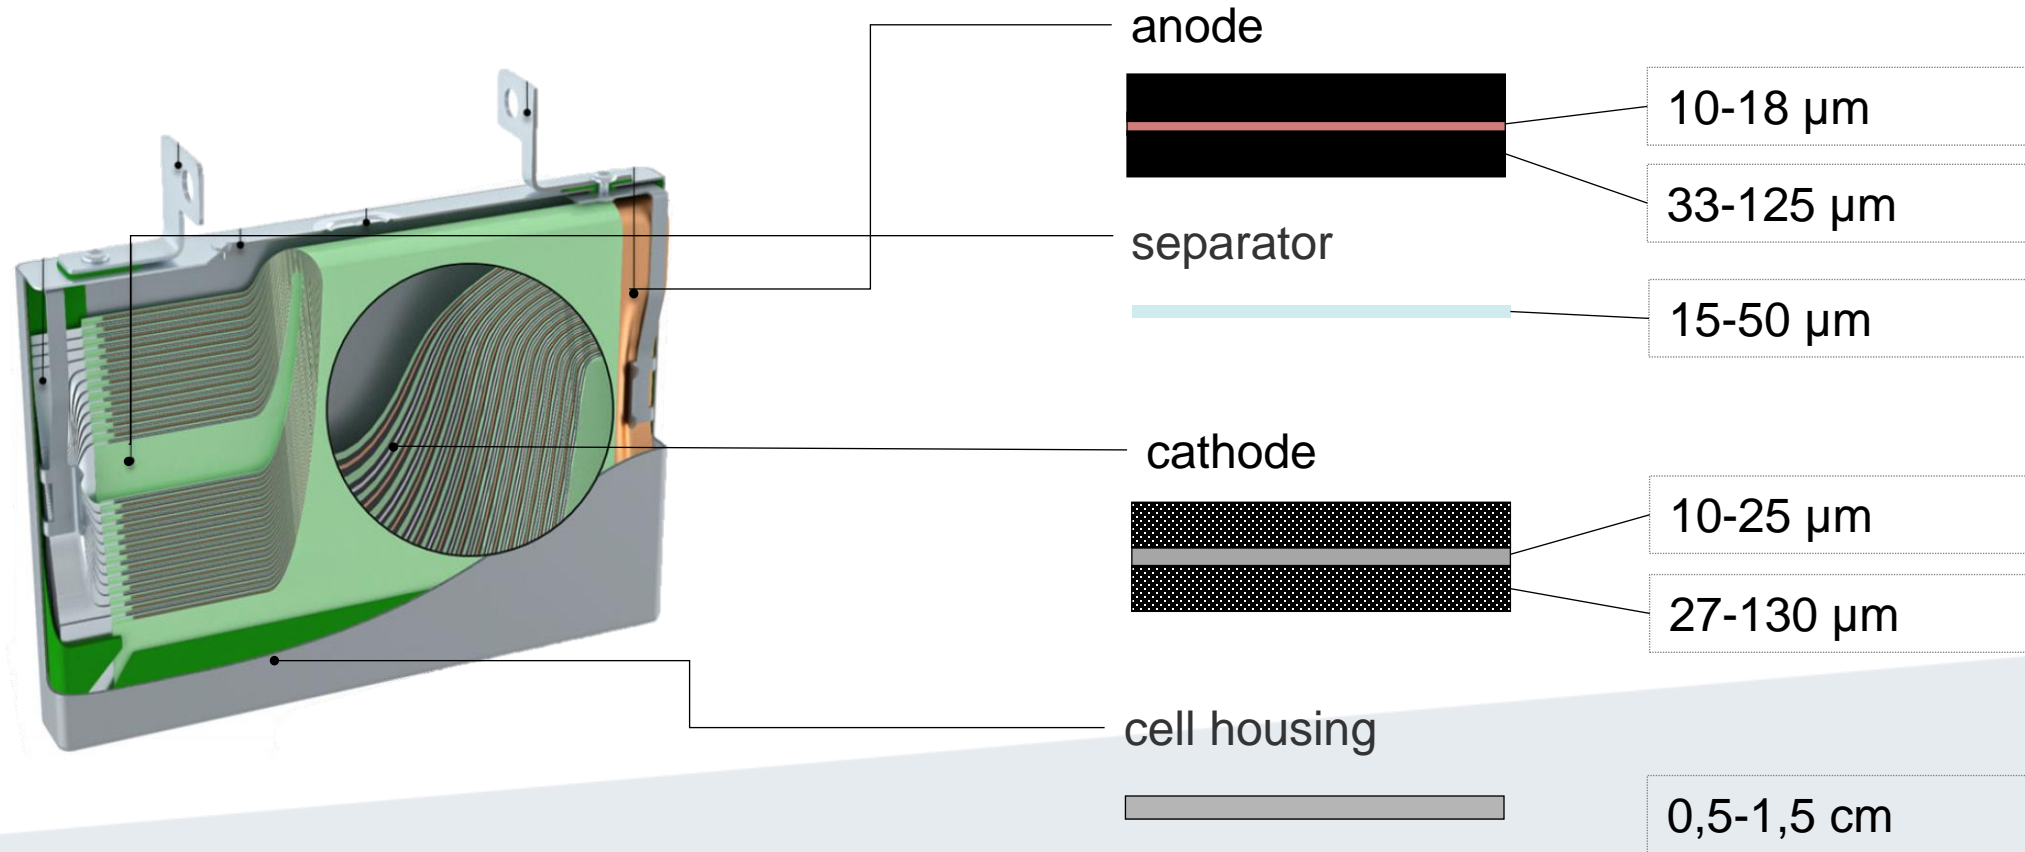 anode
10-18 µm
33-125 µm
separator
15-50 µm
cathode
10-25 µm
27-130 µm
cell housing
0,5-1,5 cm